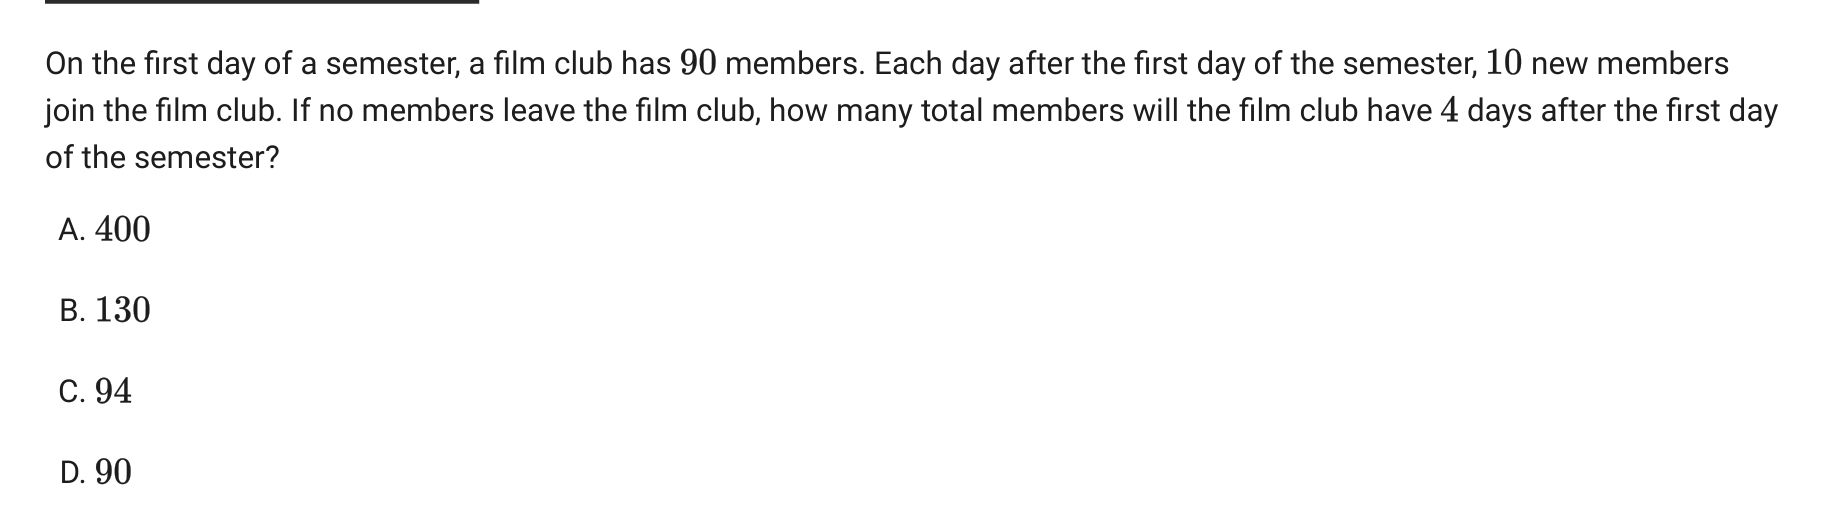 On the first day of a semester, a film club has 90 members. Each day after the first day of the semester, 10 new members
join the film club. If no members leave the film club, how many total members will the film club have 4 days after the first day
of the semester?
A. 400
B. 130
C. 94
D. 90